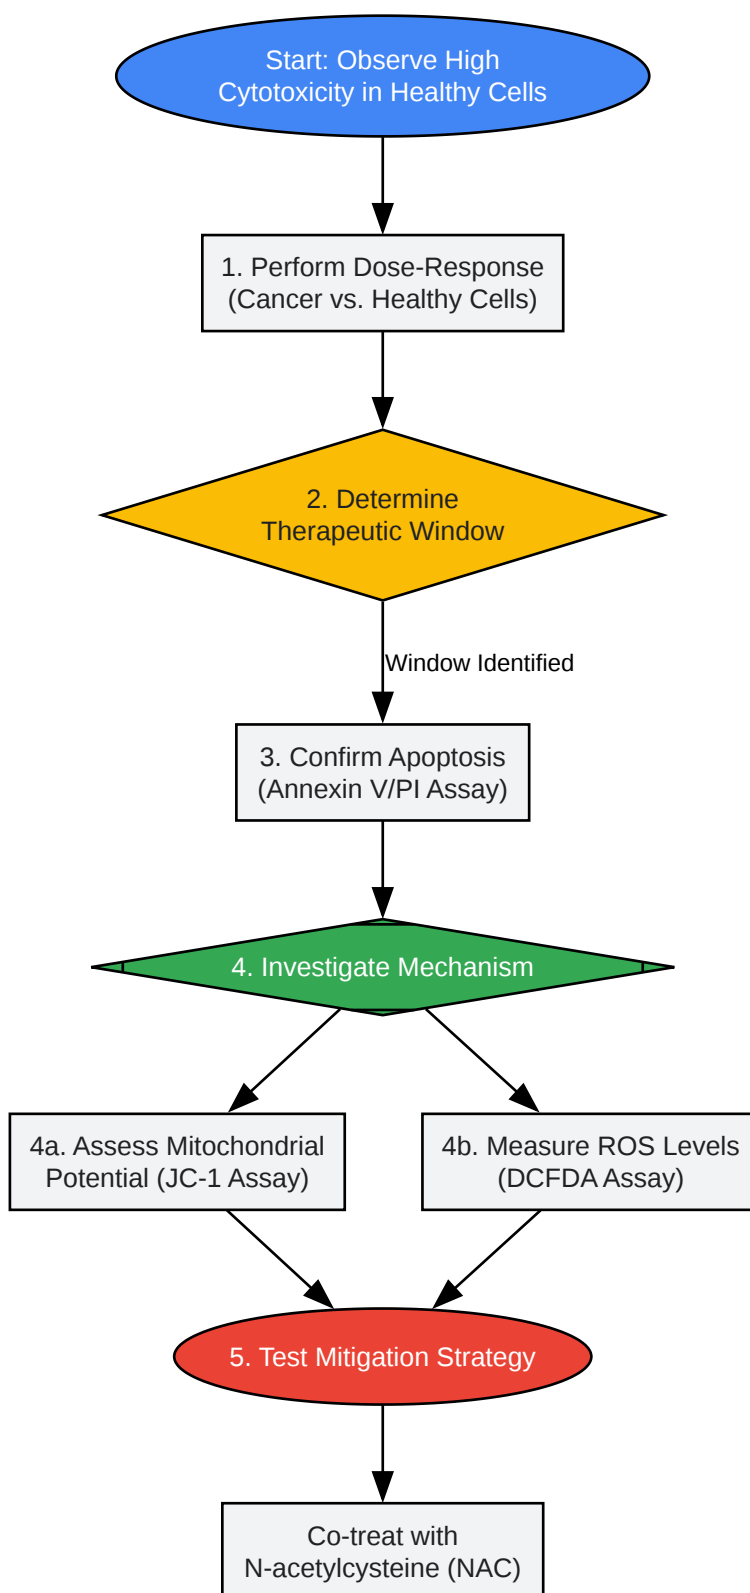 Start: Observe High
Cytotoxicity in Healthy Cells
1. Perform Dose-Response
(Cancer vs. Healthy Cells)
2. Determine
Therapeutic Window
Window Identified
3. Confirm Apoptosis
(Annexin V/PI Assay)
4. Investigate Mechanism
4a. Assess Mitochondrial
Potential (JC-1 Assay)
4b. Measure ROS Levels
(DCFDA Assay)
5. Test Mitigation Strategy
Co-treat with
N-acetylcysteine (NAC)